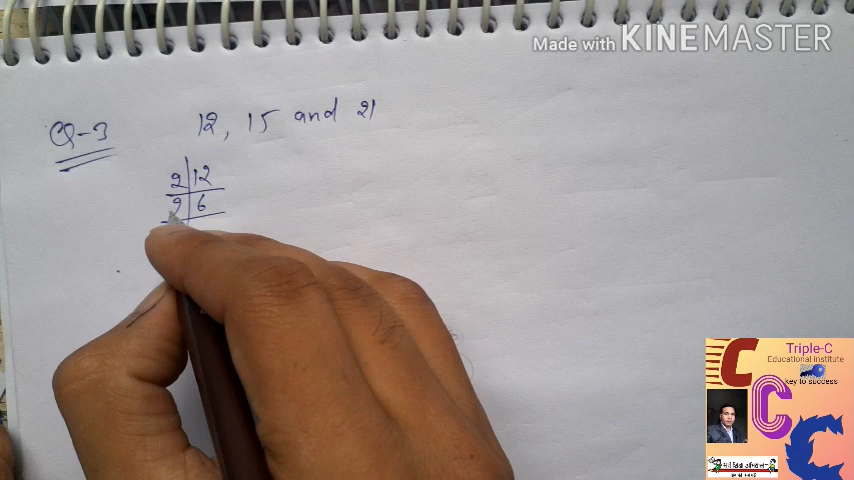 Made with KINEMASTER
Q-3 12, 15 and 21
2 12
2 6
Triple-C
Educational institute
key to success
C
C
C